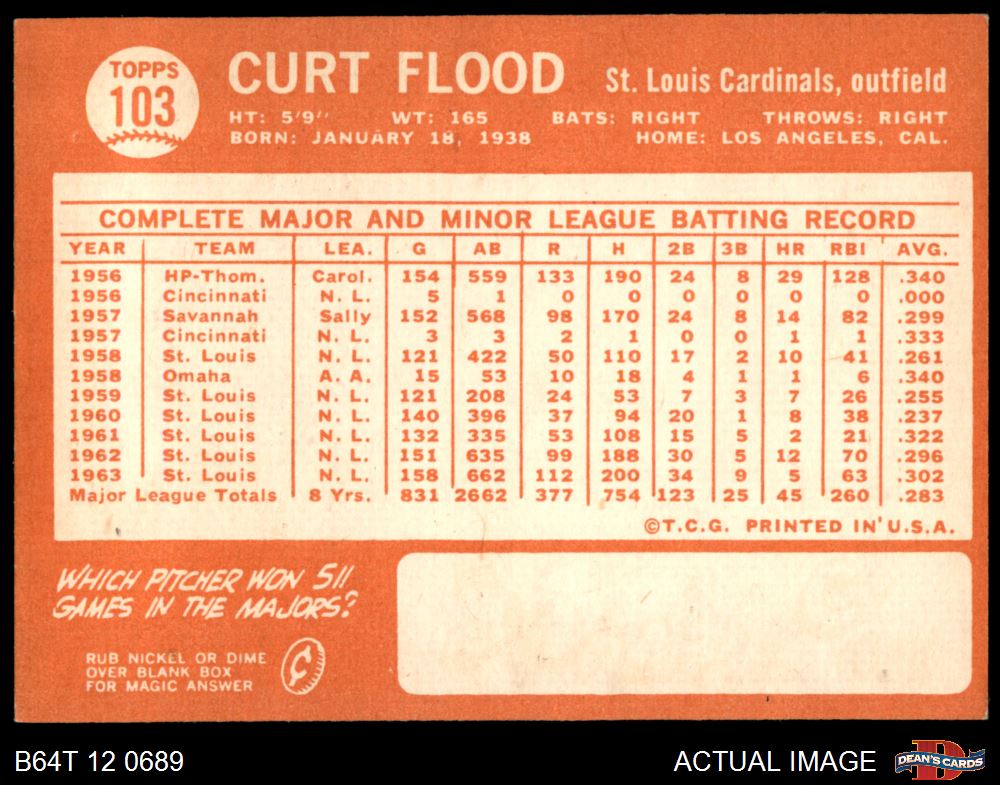 TOPPS
103
CURT FLOOD St. Louis Cardinals, outfield
HT: 5'9" WT: 165 BATS: RIGHT THROWS: RIGHT
BORN: JANUARY 18, 1938 HOME: LOS ANGELES, CAL.
COMPLETE MAJOR AND MINOR LEAGUE BATTING RECORD
YEAR TEAM LEA. G AB R H 2B 3B HR RBI AVG.
1956 HP-Thom. Carol. 154 559 133 190 24 8 29 128 .340
1956 Cincinnati N. L. 5 1 0 0 0 0 0 0 .000
1957 Savannah Sally 152 568 98 170 24 8 14 82 .299
1957 Cincinnati N. L. 3 3 2 1 0 0 1 1 .333
1958 St. Louis N. L. 121 422 50 110 17 2 10 41 .261
1958 Omaha A. A. 15 53 10 18 4 1 1 6 .340
1959 St. Louis N. L. 121 208 24 53 7 3 7 26 .255
1960 St. Louis N. L. 140 396 37 94 20 1 8 38 .237
1961 St. Louis N. L. 132 335 53 108 15 5 2 21 .322
1962 St. Louis N. L. 151 635 99 188 30 5 12 70 .296
1963 St. Louis N. L. 158 662 112 200 34 9 5 63 .302
Major League Totals 8 Yrs. 831 2662 377 754 123 25 45 260 .283
©T.C.G. PRINTED IN U.S.A.
WHICH PITCHER WON 511
GAMES IN THE MAJORS?
RUB NICKEL OR DIME
OVER BLANK BOX
FOR MAGIC ANSWER
¢
B64T 12 0689 ACTUAL IMAGE
D
DEAN'S CARDS